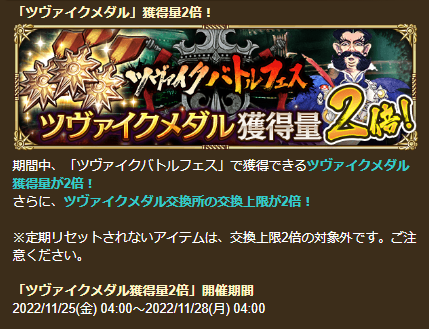 「ツヴァイクメダル」獲得量2倍！
ツヴァイクバトルフェス
ツヴァイクメダル獲得量2倍!
期間中、「ツヴァイクバトルフェス」で獲得できるツヴァイクメダル
獲得量が2倍！
さらに、ツヴァイクメダル交換所の交換上限が2倍！
※定期リセットされないアイテムは、交換上限2倍の対象外です。ご注
意ください。
「ツヴァイクメダル獲得量2倍」開催期間
2022/11/25(金) 04:00～2022/11/28(月) 04:00